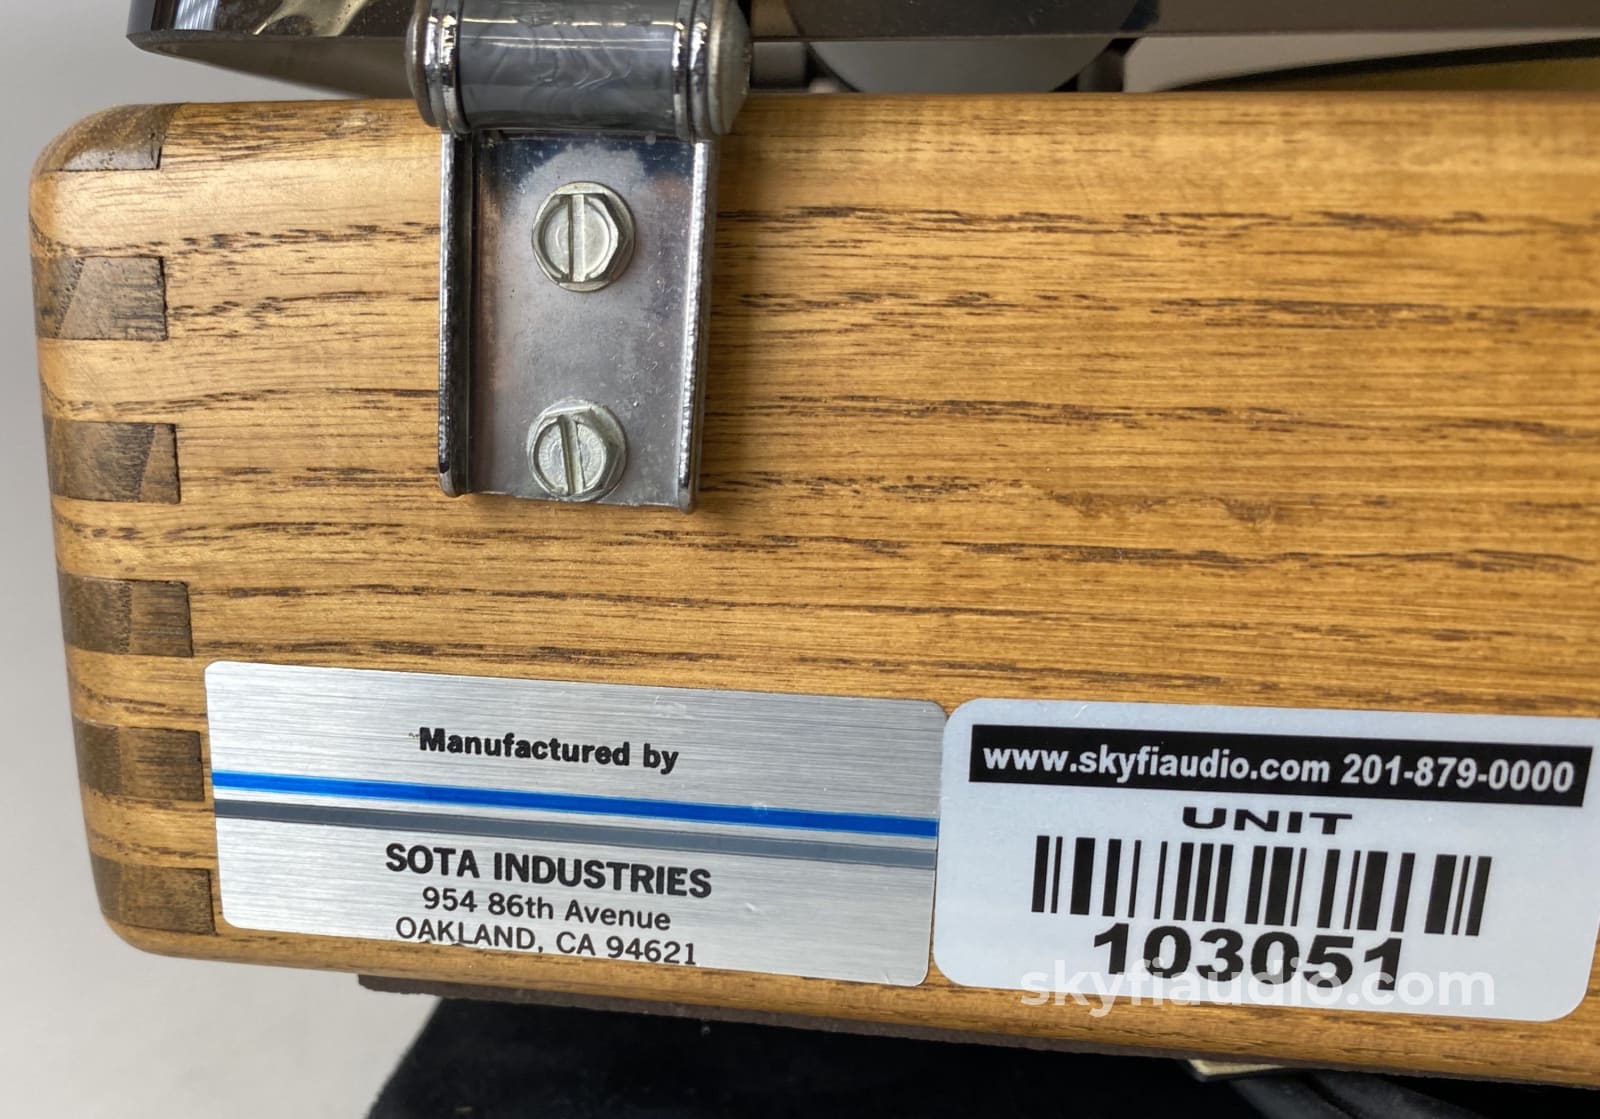 Manufactured by
SOTA INDUSTRIES
954 86th Avenue
OAKLAND, CA 94621
www.skyfiaudio.com 201-879-0000
UNIT
103051
skyfiaudio.com